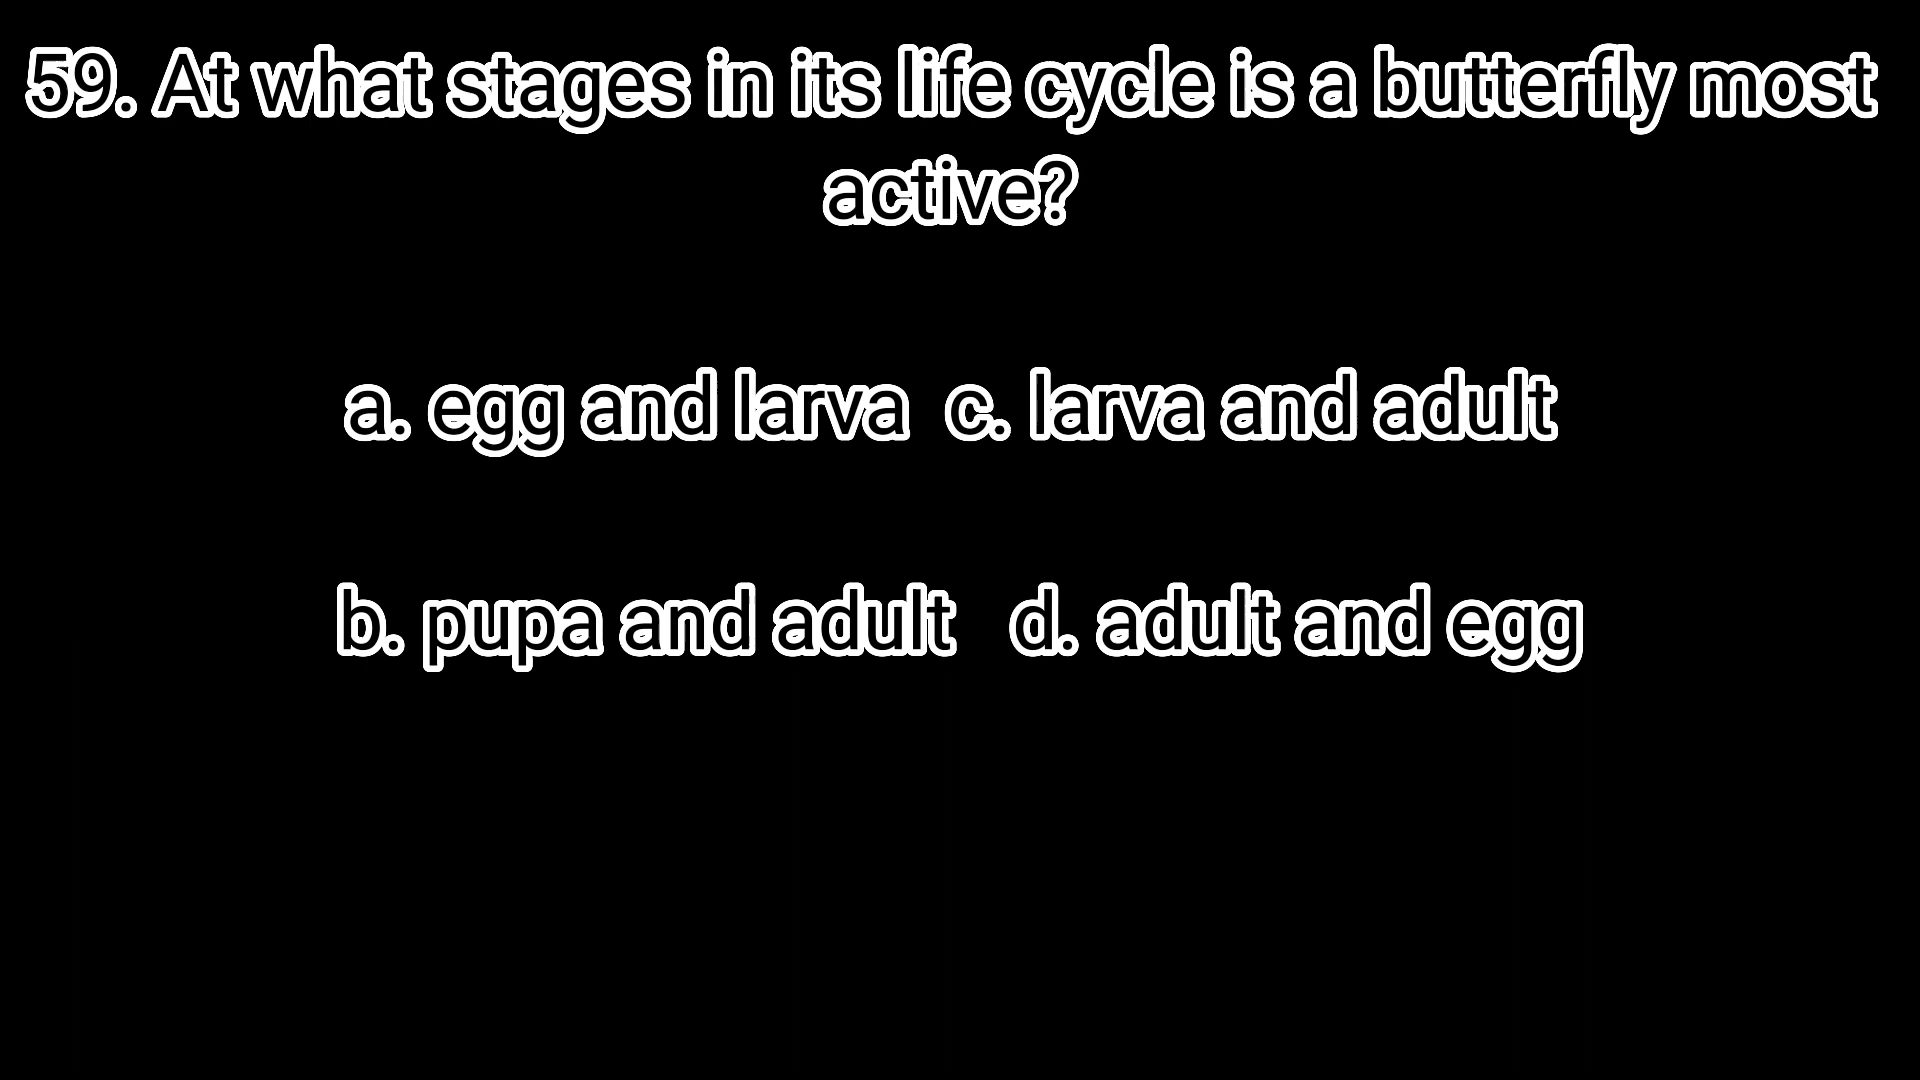 59. At what stages in its life cycle is a butterfly most
active?
a. egg and larva  c. larva and adult
b. pupa and adult   d. adult and egg